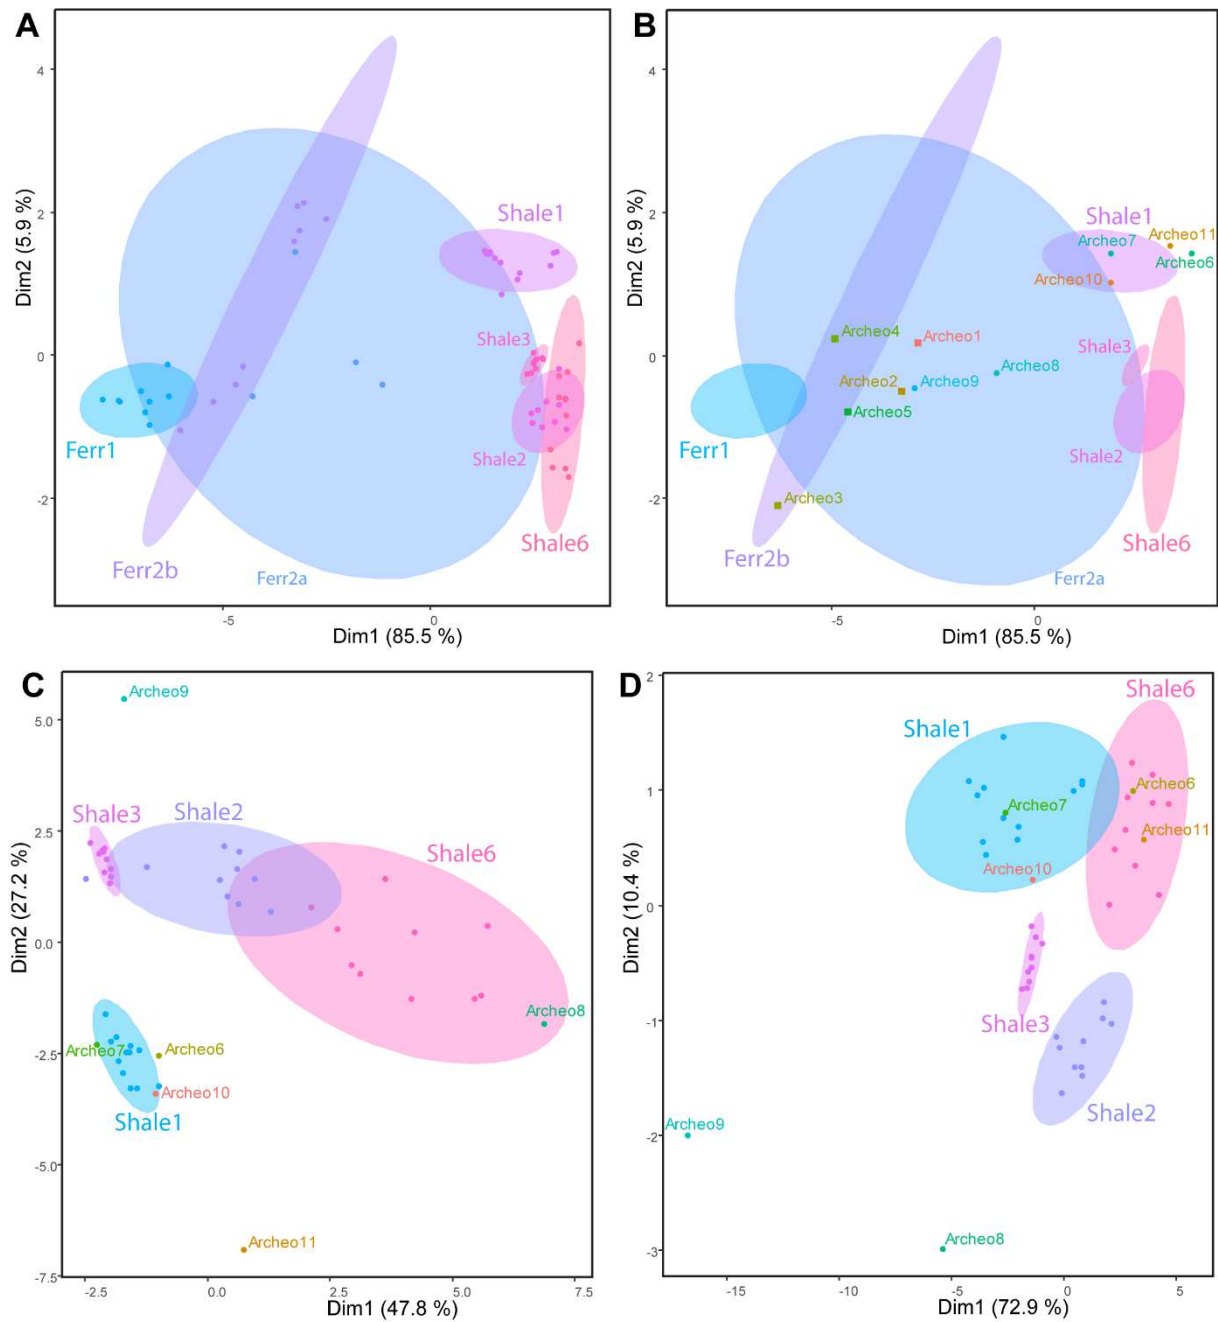 A
4
2
0
-2
Dim2 (5.9 %)
Shale1
Shale3
Ferr1
Shale2
Shale6
Ferr2b
Ferr2a
-5
0
Dim1 (85.5 %)
B
4
2
0
-2
Dim2 (5.9 %)
Shale1
Archeo11
Archeo7
Archeo6
Archeo10
Archeo4
Archeo1
Shale3
Archeo8
Archeo2
Archeo9
Archeo5
Ferr1
Shale2
Archeo3
Shale6
Ferr2b
Ferr2a
-5
0
Dim1 (85.5 %)
C
5.0
2.5
0.0
-2.5
-5.0
-7.5
Dim2 (27.2 %)
Archeo9
Shale3
Shale2
Shale6
Archeo8
Archeo7
Archeo6
Archeo10
Shale1
Archeo11
-2.5
0.0
2.5
5.0
7.5
Dim1 (47.8 %)
D
2
1
0
-1
-2
-3
Dim2 (10.4 %)
Shale6
Shale1
Archeo6
Archeo7
Archeo11
Archeo10
Shale3
Shale2
Archeo9
Archeo8
-15
-10
-5
0
5
Dim1 (72.9 %)